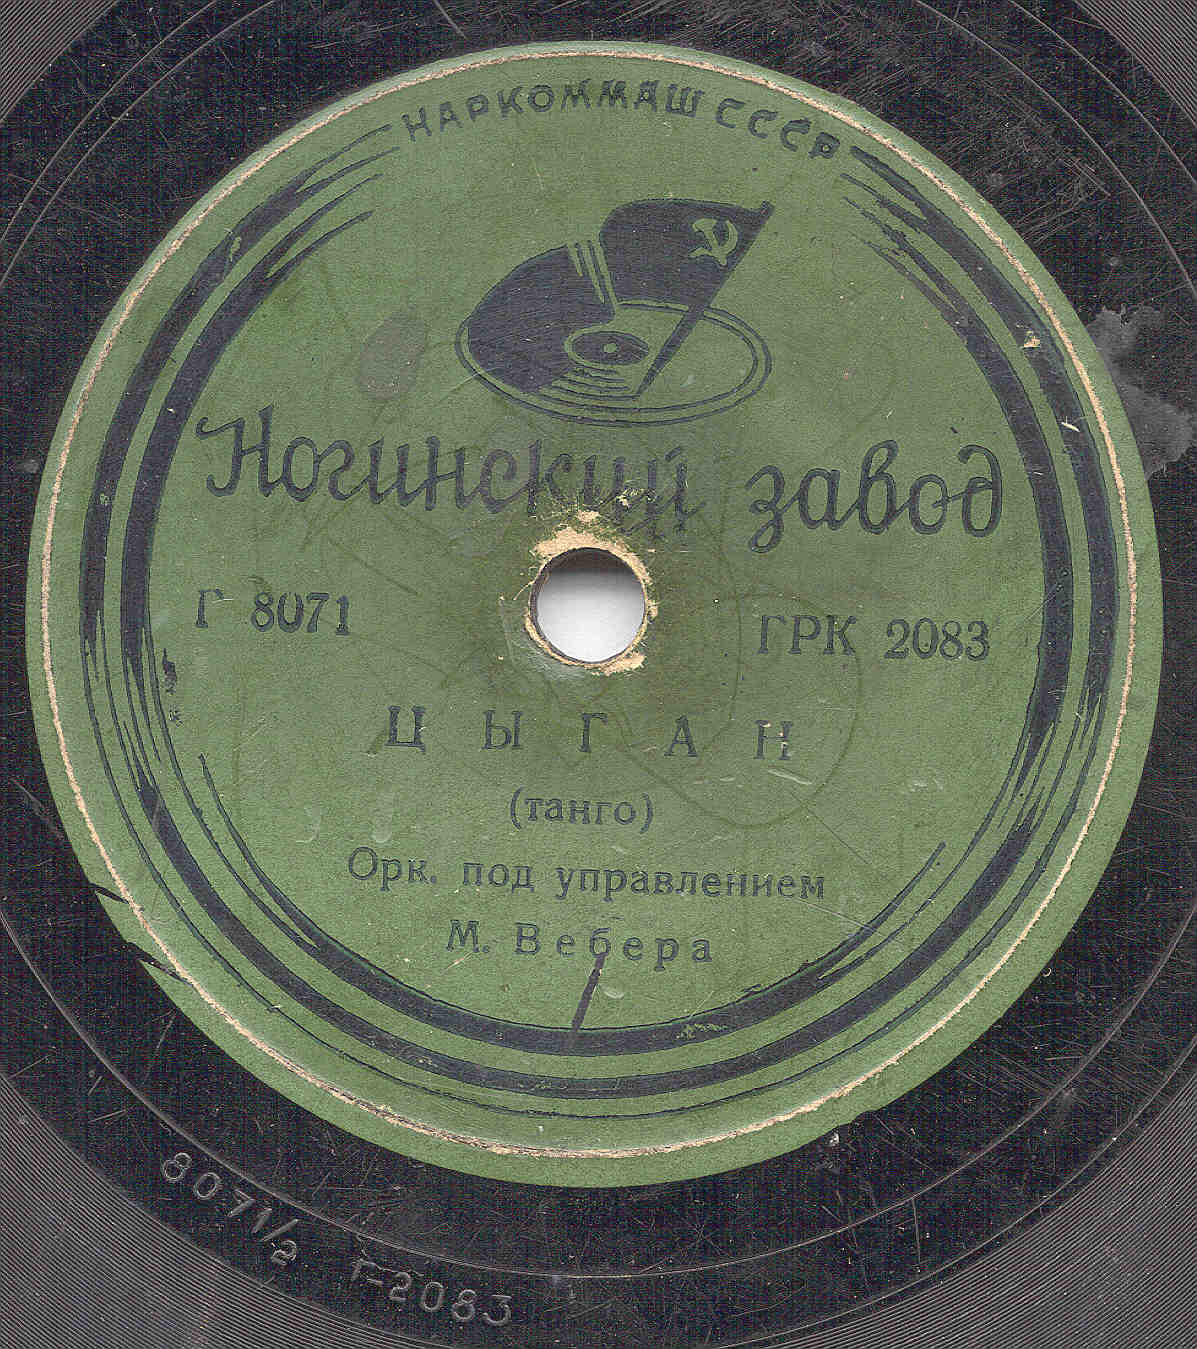 НАРКОММАШ СССР
Ногинский завод
Г 8071 ГРК 2083
ЦЫГАН
(танго)
Орк. под управлением
М. Вебера
8071/2 Г-2083